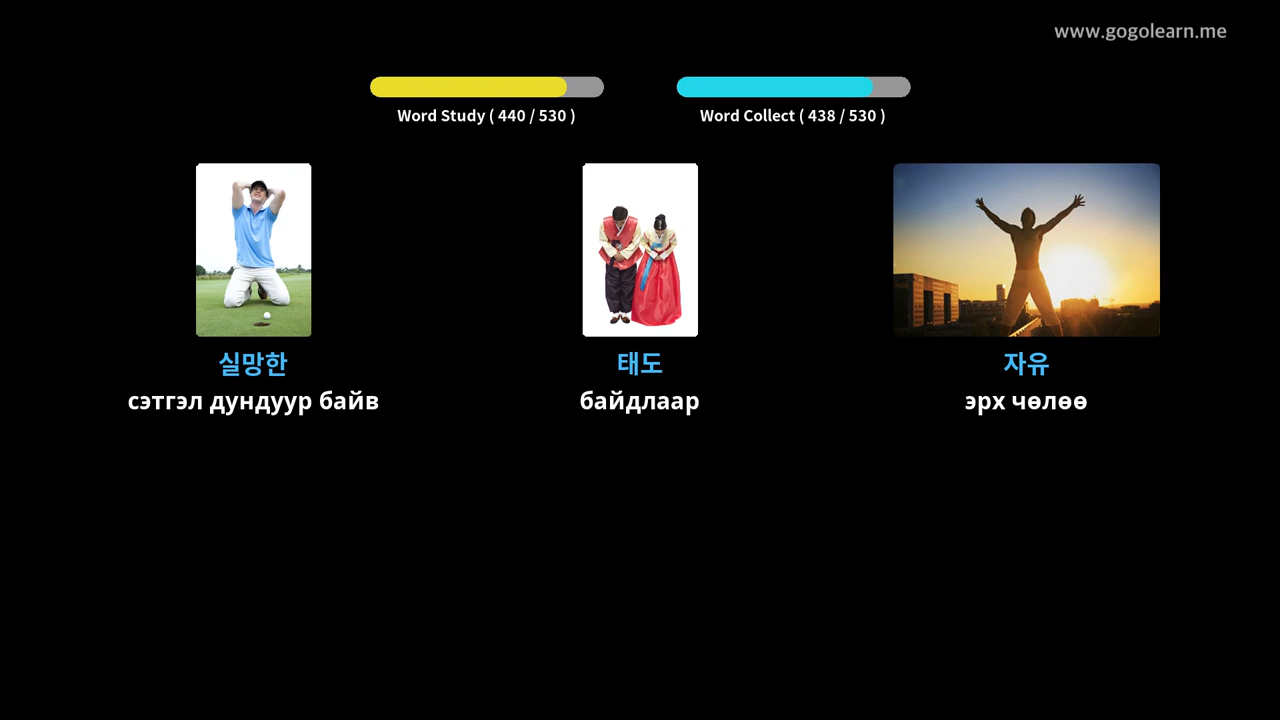 www.gogolearn.me
Word Study ( 440 / 530 )
Word Collect ( 438 / 530 )
실망한
태도
자유
сэтгэл дундуур байв
байдлаар
эрх чөлөө